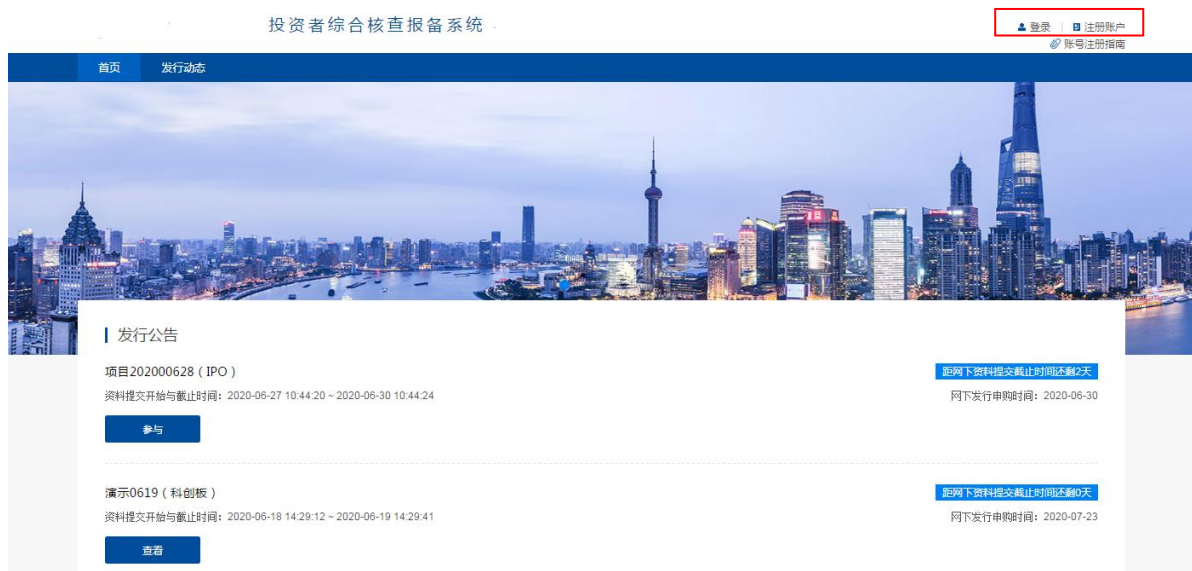 投资者综合核查报备系统
登录 | 注册账户
账号注册指南
首页 发行动态
发行公告
项目202000628（IPO）
距网下资料提交截止时间还剩2天
资料提交开始与截止时间：2020-06-27 10:44:20 ~ 2020-06-30 10:44:24
网下发行申购时间：2020-06-30
参与
演示0619（科创板）
距网下资料提交截止时间还剩0天
资料提交开始与截止时间：2020-06-18 14:29:12 ~ 2020-06-19 14:29:41
网下发行申购时间：2020-07-23
查看